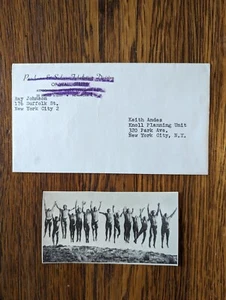 Ray Johnson
176 Suffolk St.
New York City 2
Keith Andes
Knoll Planning Unit
320 Park Ave.
New York City, N.Y.